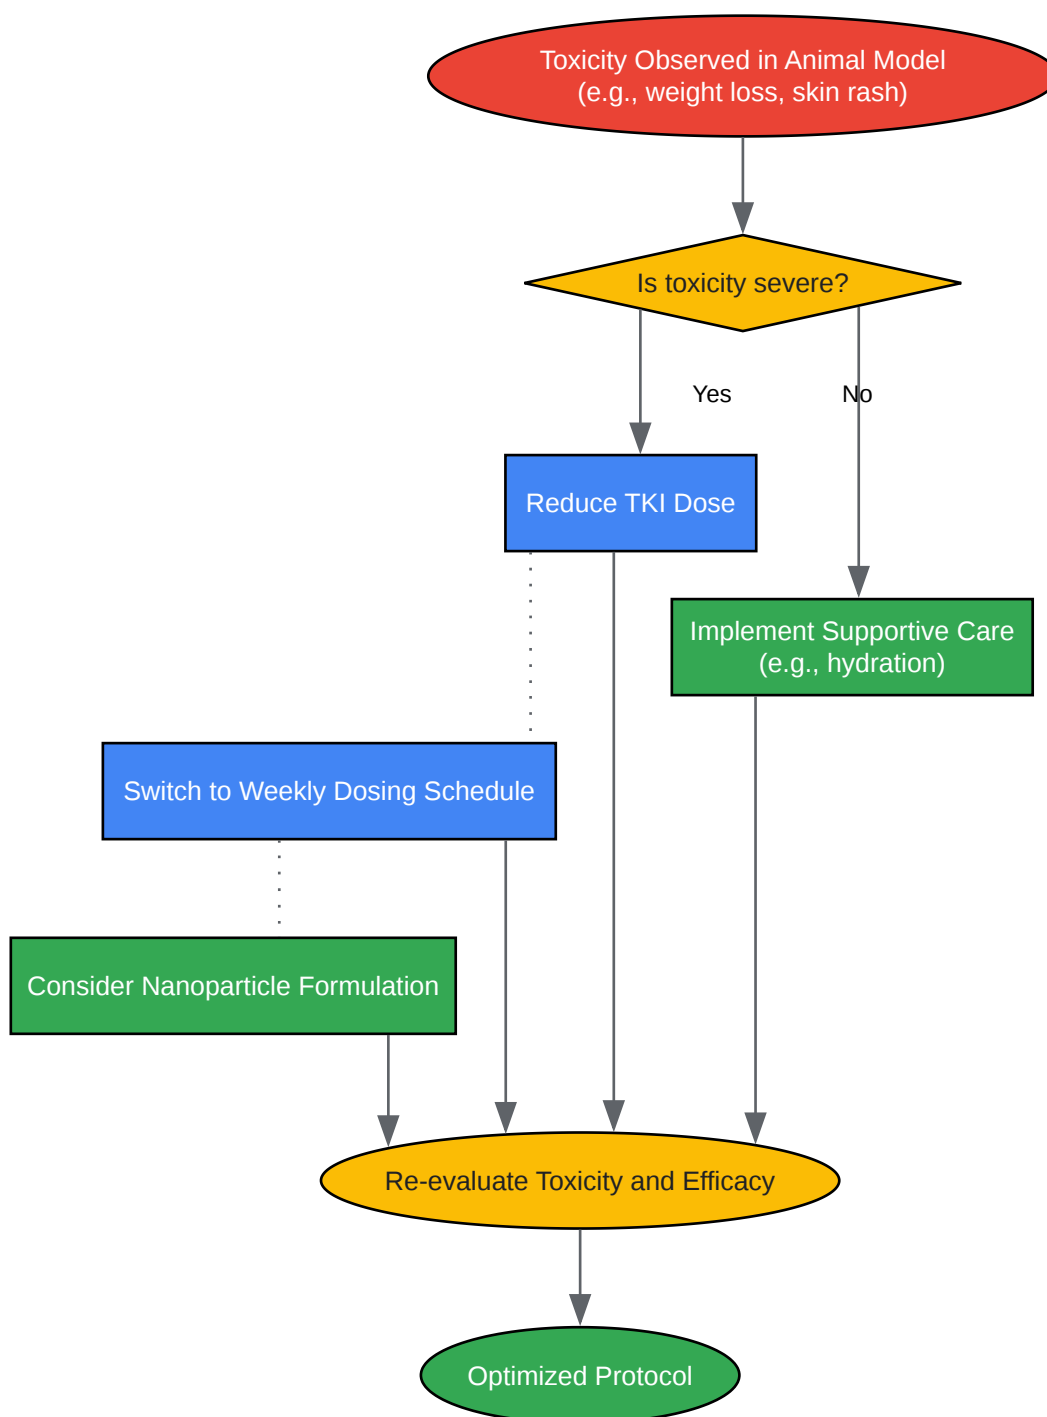 Toxicity Observed in Animal Model
(e.g., weight loss, skin rash)
Is toxicity severe?
Yes
No
Reduce TKI Dose
Implement Supportive Care
(e.g., hydration)
Switch to Weekly Dosing Schedule
Consider Nanoparticle Formulation
Re-evaluate Toxicity and Efficacy
Optimized Protocol